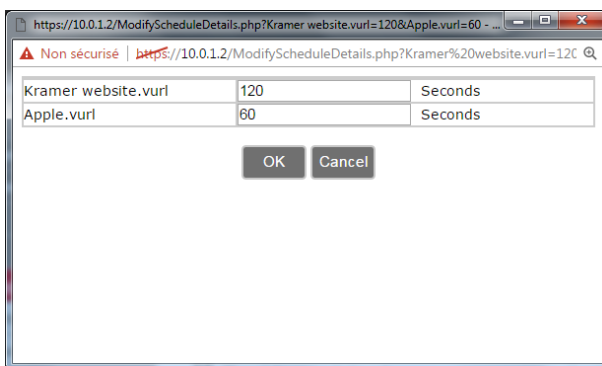 https://10.0.1.2/ModifyScheduleDetails.php?Kramer website.vurl=120&Apple.vurl=60 - ...
Non sécurisé | https://10.0.1.2/ModifyScheduleDetails.php?Kramer%20website.vurl=120
Kramer website.vurl 120 Seconds
Apple.vurl 60 Seconds
OK Cancel